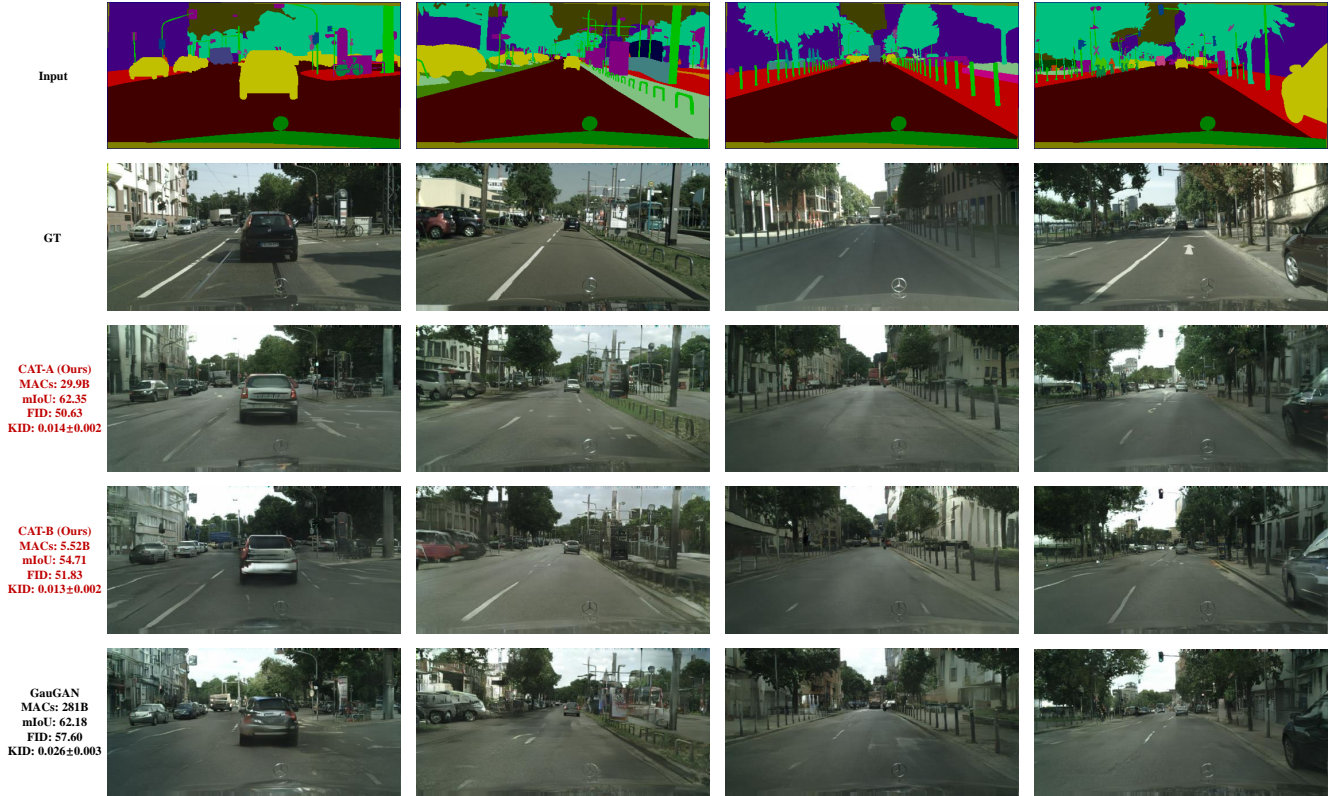 Input
GT
CAT-A (Ours)
MACs: 29.9B
mIoU: 62.35
FID: 50.63
KID: 0.014±0.002
CAT-B (Ours)
MACs: 5.52B
mIoU: 54.71
FID: 51.83
KID: 0.013±0.002
GauGAN
MACs: 281B
mIoU: 62.18
FID: 57.60
KID: 0.026±0.003